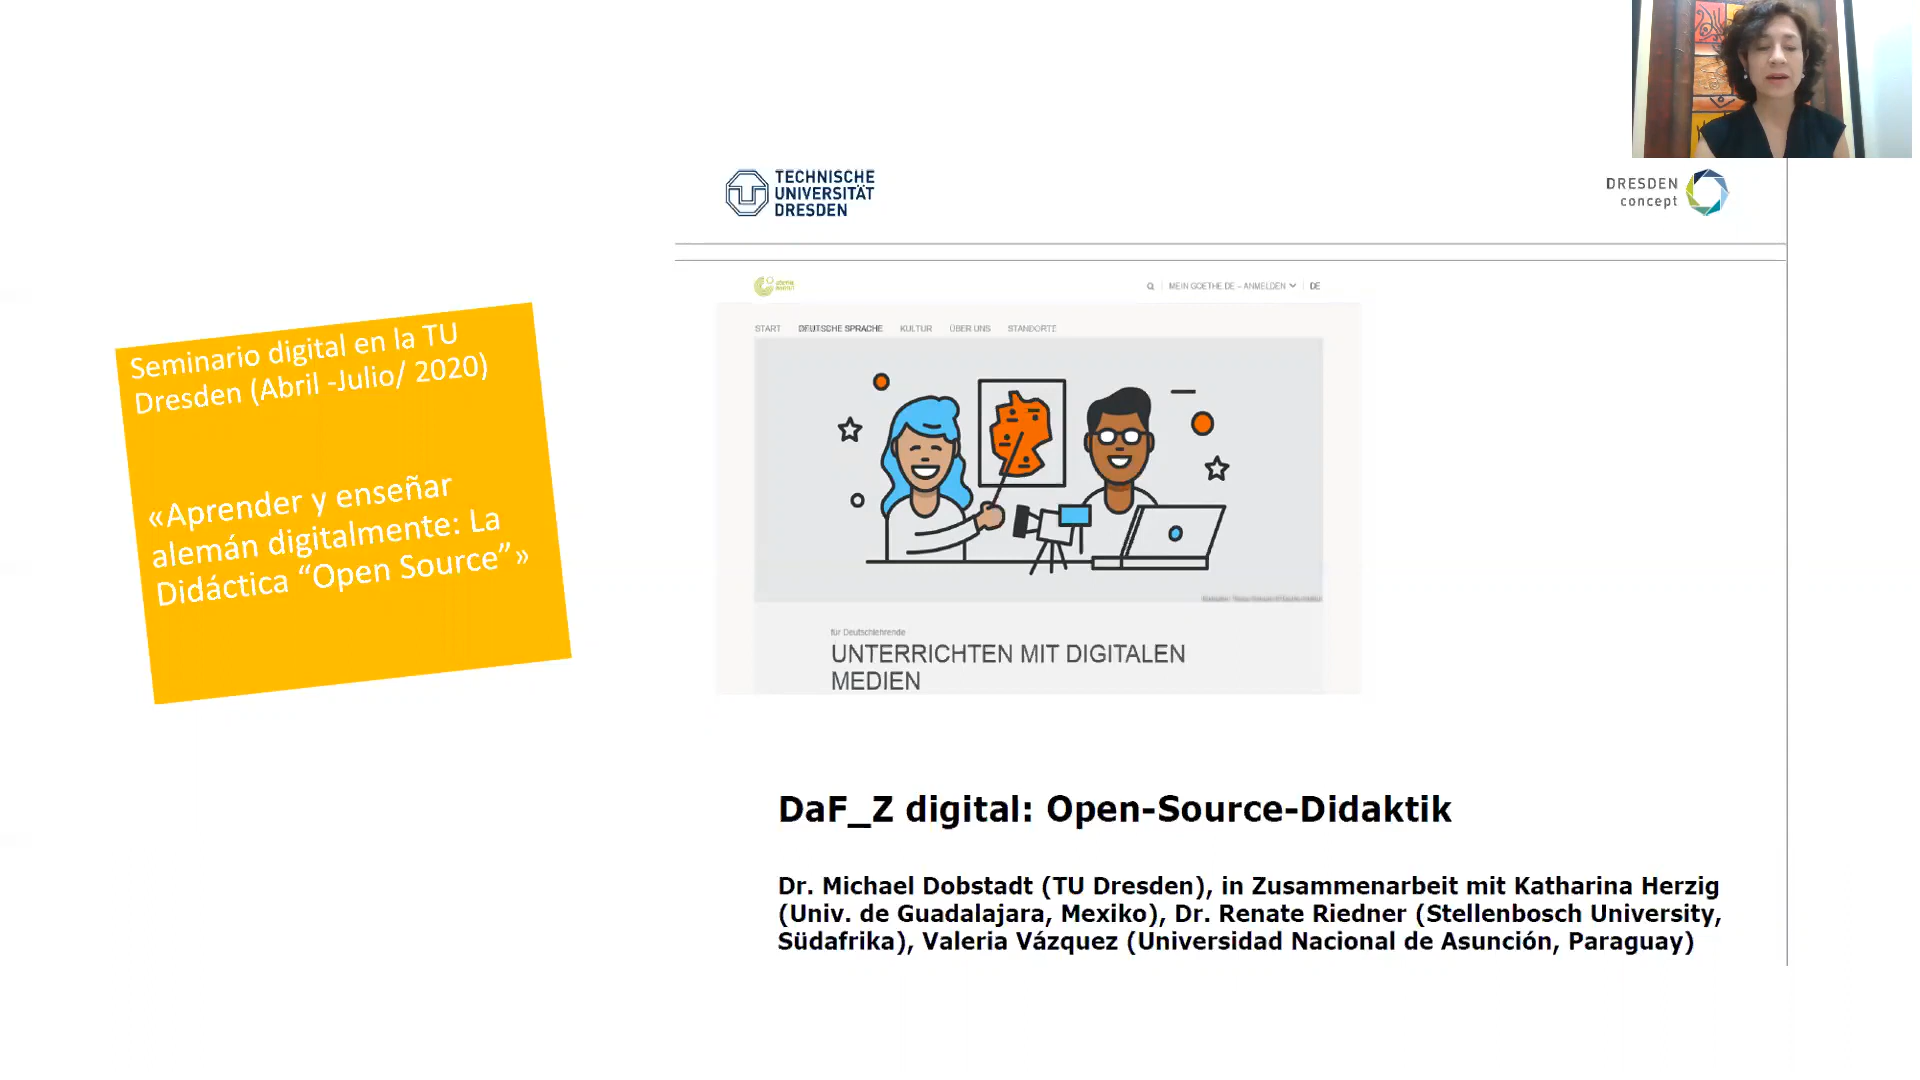 TECHNISCHE
UNIVERSITÄT
DRESDEN
DRESDEN
concept
MEIN GOETHE.DE – ANMELDEN
DE
START DEUTSCHE SPRACHE KULTUR ÜBER UNS STANDORTE
Seminario digital en la TU
Dresden (Abril -Julio/ 2020)
«Aprender y enseñar
alemán digitalmente: La
Didáctica “Open Source”»
für Deutschlehrende
UNTERRICHTEN MIT DIGITALEN
MEDIEN
DaF_Z digital: Open-Source-Didaktik
Dr. Michael Dobstadt (TU Dresden), in Zusammenarbeit mit Katharina Herzig
(Univ. de Guadalajara, Mexiko), Dr. Renate Riedner (Stellenbosch University,
Südafrika), Valeria Vázquez (Universidad Nacional de Asunción, Paraguay)